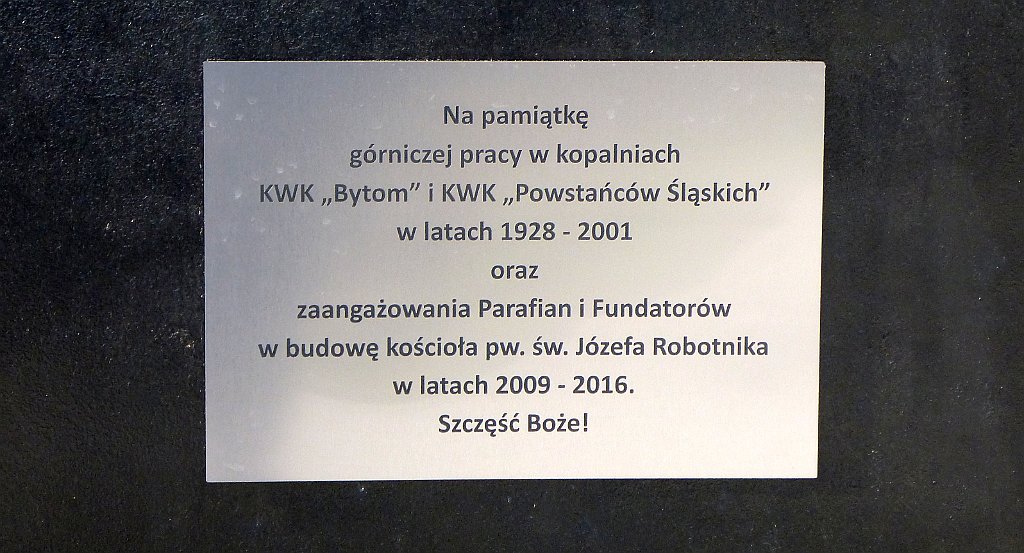 Na pamiątkę
górniczej pracy w kopalniach
KWK „Bytom” i KWK „Powstańców Śląskich”
w latach 1928 - 2001
oraz
zaangażowania Parafian i Fundatorów
w budowę kościoła pw. św. Józefa Robotnika
w latach 2009 - 2016.
Szczęść Boże!